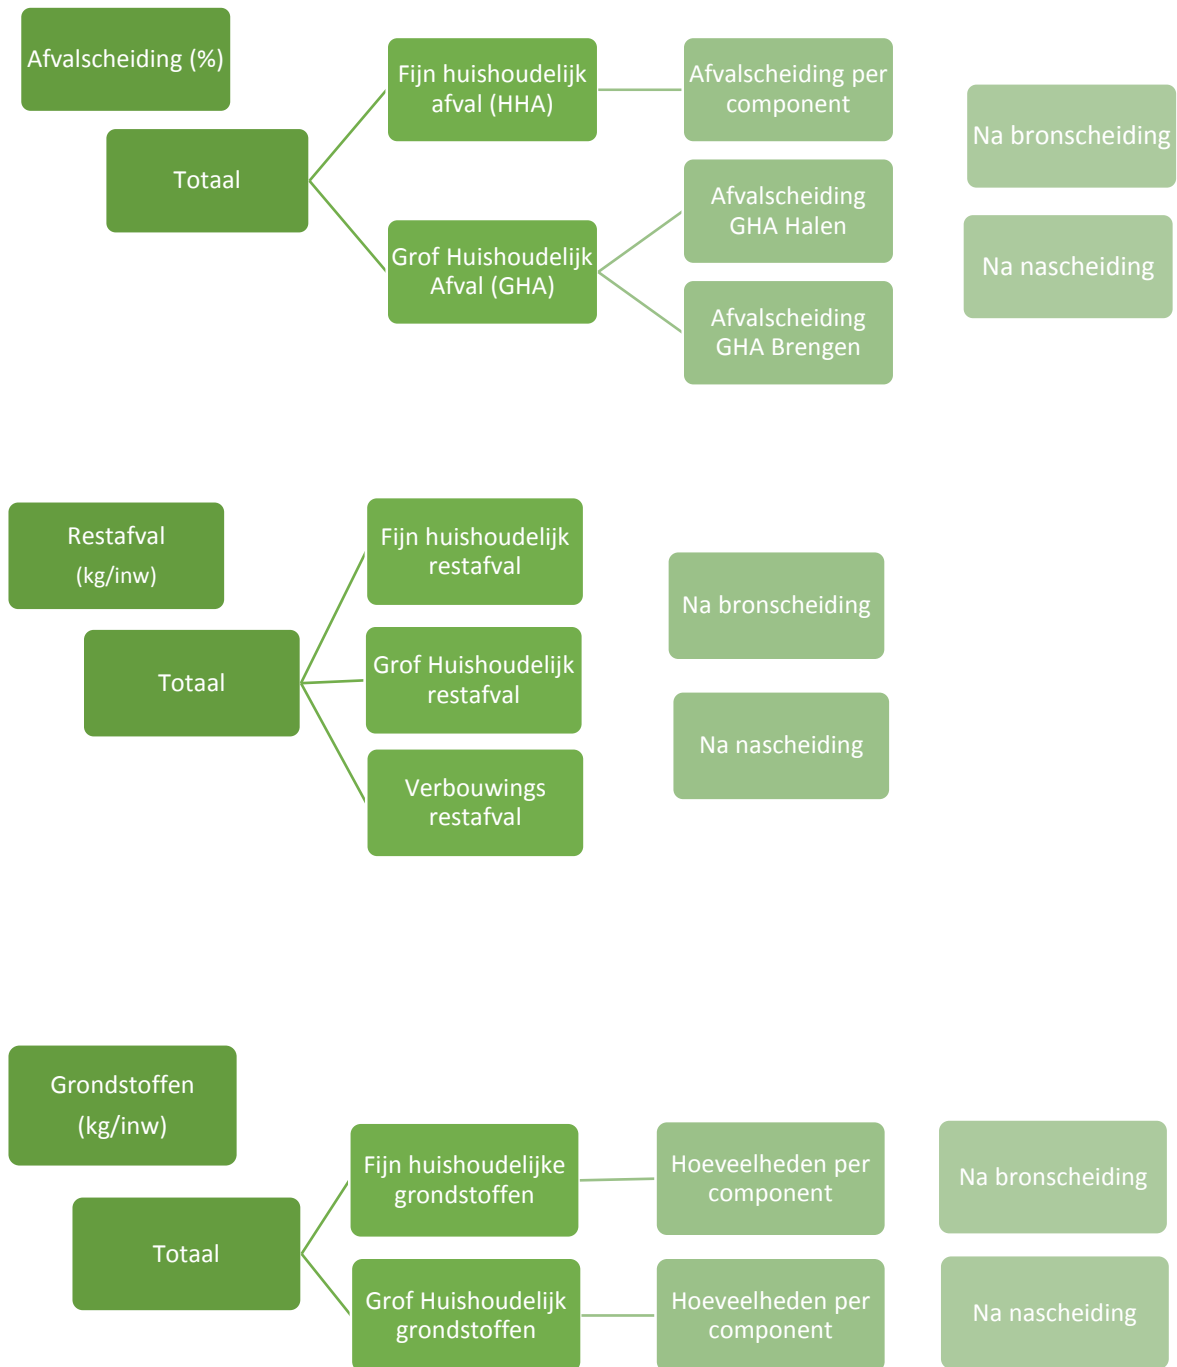 Afvalscheiding (%)
Totaal
Fijn huishoudelijk
afval (HHA)
Grof Huishoudelijk
Afval (GHA)
Afvalscheiding per
component
Afvalscheiding
GHA Halen
Afvalscheiding
GHA Brengen
Na bronscheiding
Na nascheiding
Restafval
(kg/inw)
Totaal
Fijn huishoudelijk
restafval
Grof Huishoudelijk
restafval
Verbouwings
restafval
Na bronscheiding
Na nascheiding
Grondstoffen
(kg/inw)
Totaal
Fijn huishoudelijke
grondstoffen
Grof Huishoudelijk
grondstoffen
Hoeveelheden per
component
Hoeveelheden per
component
Na bronscheiding
Na nascheiding